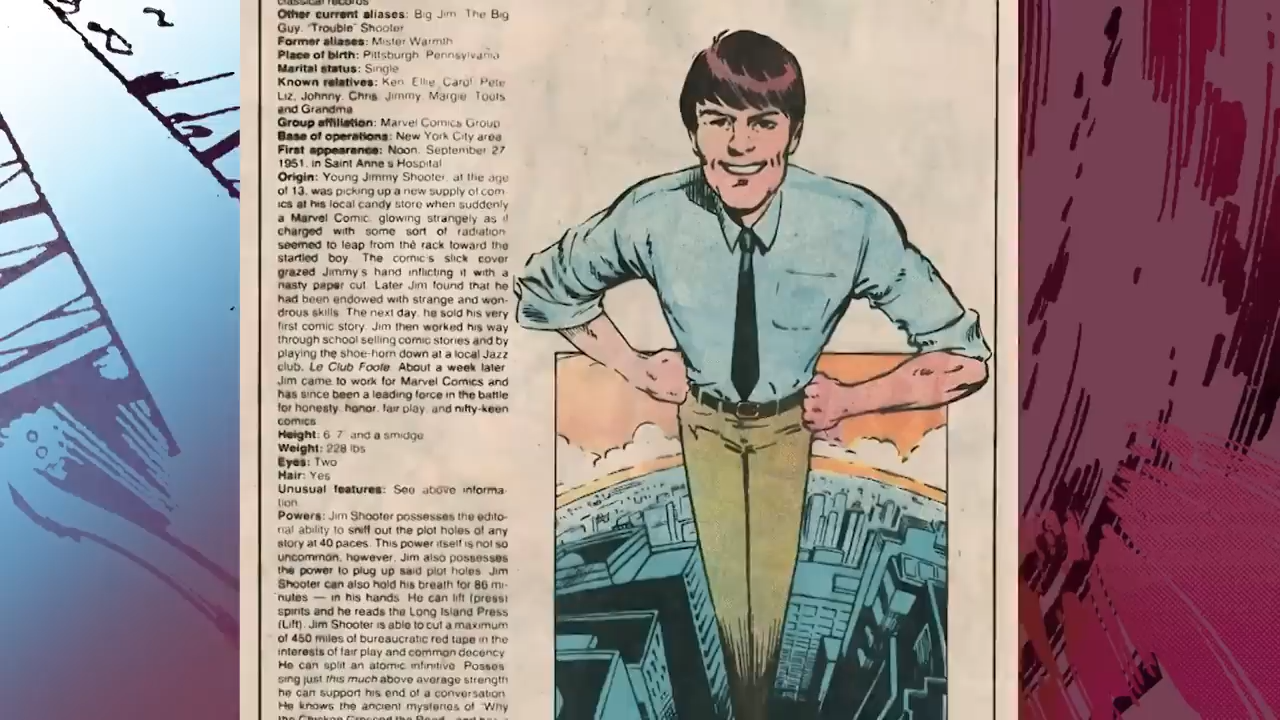 classical records
Other current aliases: Big Jim. The Big
Guy. "Trouble" Shooter
Former aliases: Mister Warmth
Place of birth: Pittsburgh. Pennsylvania
Marital status: Single
Known relatives: Ken. Ellie. Carol. Pete
Liz. Johnny. Chris. Jimmy. Margie. Toots
and Grandma
Group affiliation: Marvel Comics Group
Base of operations: New York City area
First appearance: Noon. September 27
1951. in Saint Anne s Hospital
Origin: Young Jimmy Shooter. at the age
of 13. was picking up a new supply of com-
ics at his local candy store when suddenly
a Marvel Comic. glowing strangely as if
charged with some sort of radiation
seemed to leap from the rack toward the
startled boy. The comic's slick cover
grazed Jimmy's hand inflicting it with a
nasty paper cut. Later Jim found that he
had been endowed with strange and won-
drous skills. The next day. he sold his very
first comic story. Jim then worked his way
through school selling comic stories and by
playing the shoe-horn down at a local Jazz
club. Le Club Foote. About a week later
Jim came to work for Marvel Comics and
has since been a leading force in the battle
for honesty. honor. fair play. and nifty-keen
comics
Height: 6 7 and a smidge
Weight: 228 lbs
Eyes: Two
Hair: Yes
Unusual features: See above informa-
tion
Powers: Jim Shooter possesses the edito-
rial ability to sniff out the plot holes of any
story at 40 paces. This power itself is not so
uncommon. however. Jim also possesses
the power to plug up said plot holes. Jim
Shooter can also hold his breath for 86 mi-
nutes — in his hands. He can lift (press)
spirits and he reads the Long Island Press
(Lift). Jim Shooter is able to cut a maximum
of 450 miles of bureaucratic red tape in the
interests of fair play and common decency
He can split an atomic infinitive. Posses-
sing just this much above average strength
he can support his end of a conversation
He knows the ancient mysteries of "Why
the Chicken Crossed the Road